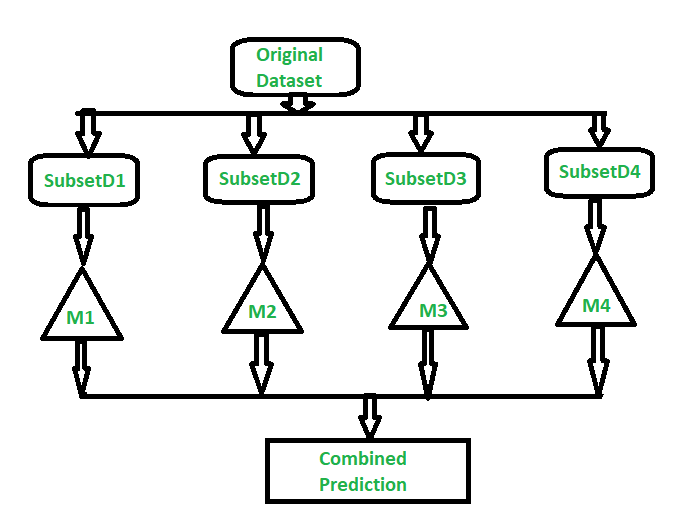 Original
Dataset
SubsetD1
SubsetD2
SubsetD3
SubsetD4
M1
M2
M3
M4
Combined
Prediction